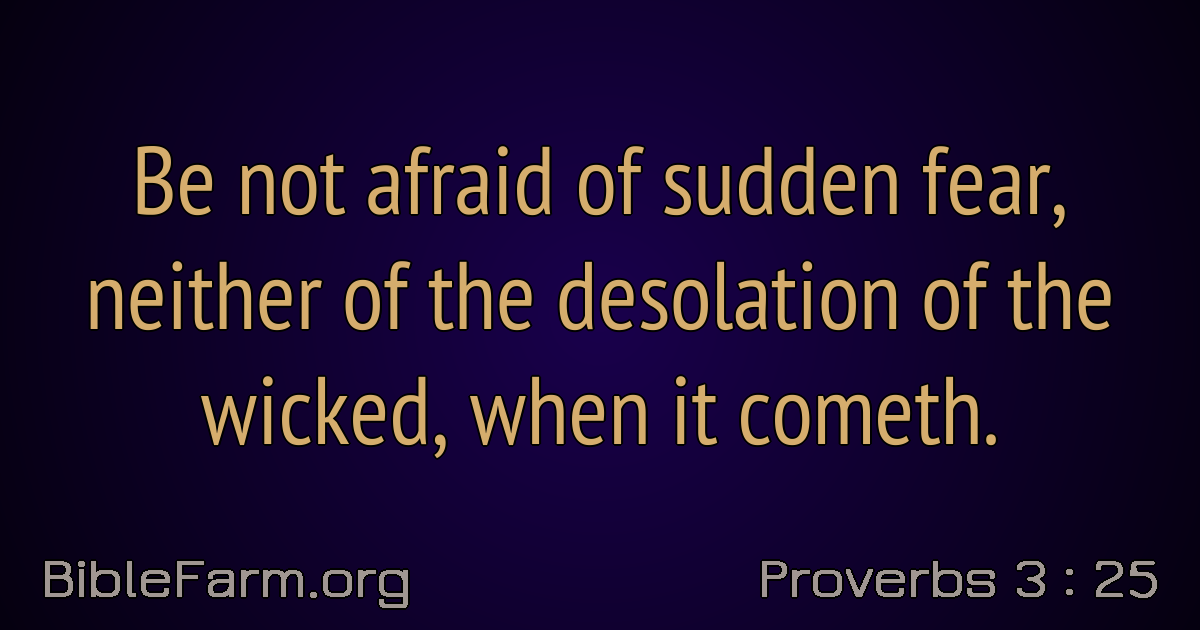 Be not afraid of sudden fear,
neither of the desolation of the
wicked, when it cometh.
BibleFarm.org
Proverbs 3 : 25